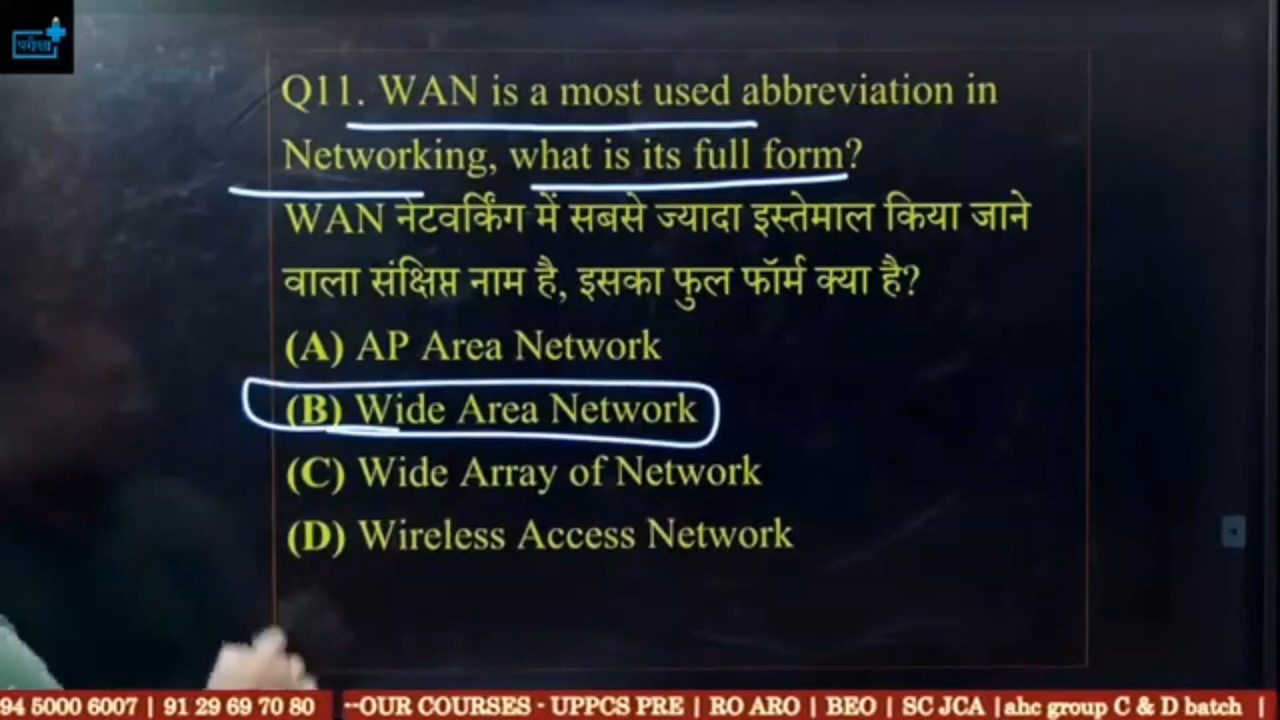 परीक्षा
Q11. WAN is a most used abbreviation in
Networking, what is its full form?
WAN नेटवर्किंग में सबसे ज्यादा इस्तेमाल किया जाने
वाला संक्षिप्त नाम है, इसका फुल फॉर्म क्या है?
(A) AP Area Network
(B) Wide Area Network
(C) Wide Array of Network
(D) Wireless Access Network
94 5000 6007 | 91 29 69 70 80 --OUR COURSES - UPPCS PRE | RO ARO | BEO | SC JCA |ahc group C & D batch |